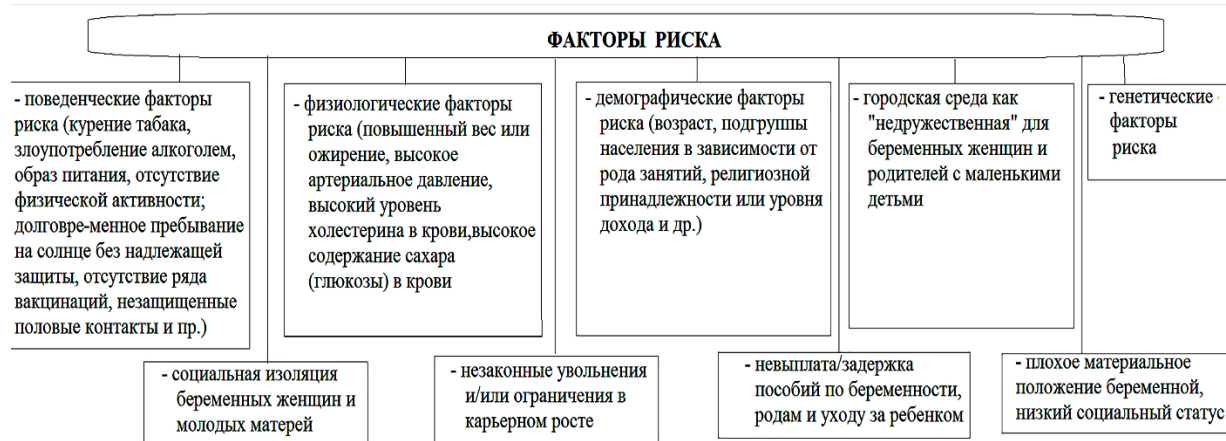 ФАКТОРЫ РИСКА
- поведенческие факторы
риска (курение табака,
злоупотребление алкоголем,
образ питания, отсутствие
физической активности;
долговре-менное пребывание
на солнце без надлежащей
защиты, отсутствие ряда
вакцинаций, незащищенные
половые контакты и пр.)
- физиологические факторы
риска (повышенный вес или
ожирение, высокое
артериальное давление,
высокий уровень
холестерина в крови,высокое
содержание сахара
(глюкозы) в крови
- демографические факторы
риска (возраст, подгруппы
населения в зависимости от
рода занятий, религиозной
принадлежности или уровня
дохода и др.)
- городская среда как
"недружественная" для
беременных женщин и
родителей с маленькими
детьми
- генетические
факторы
риска
- социальная изоляция
беременных женщин и
молодых матерей
- незаконные увольнения
и/или ограничения в
карьерном росте
- невыплата/задержка
пособий по беременности,
родам и уходу за ребенком
- плохое материальное
положение беременной,
низкий социальный статус